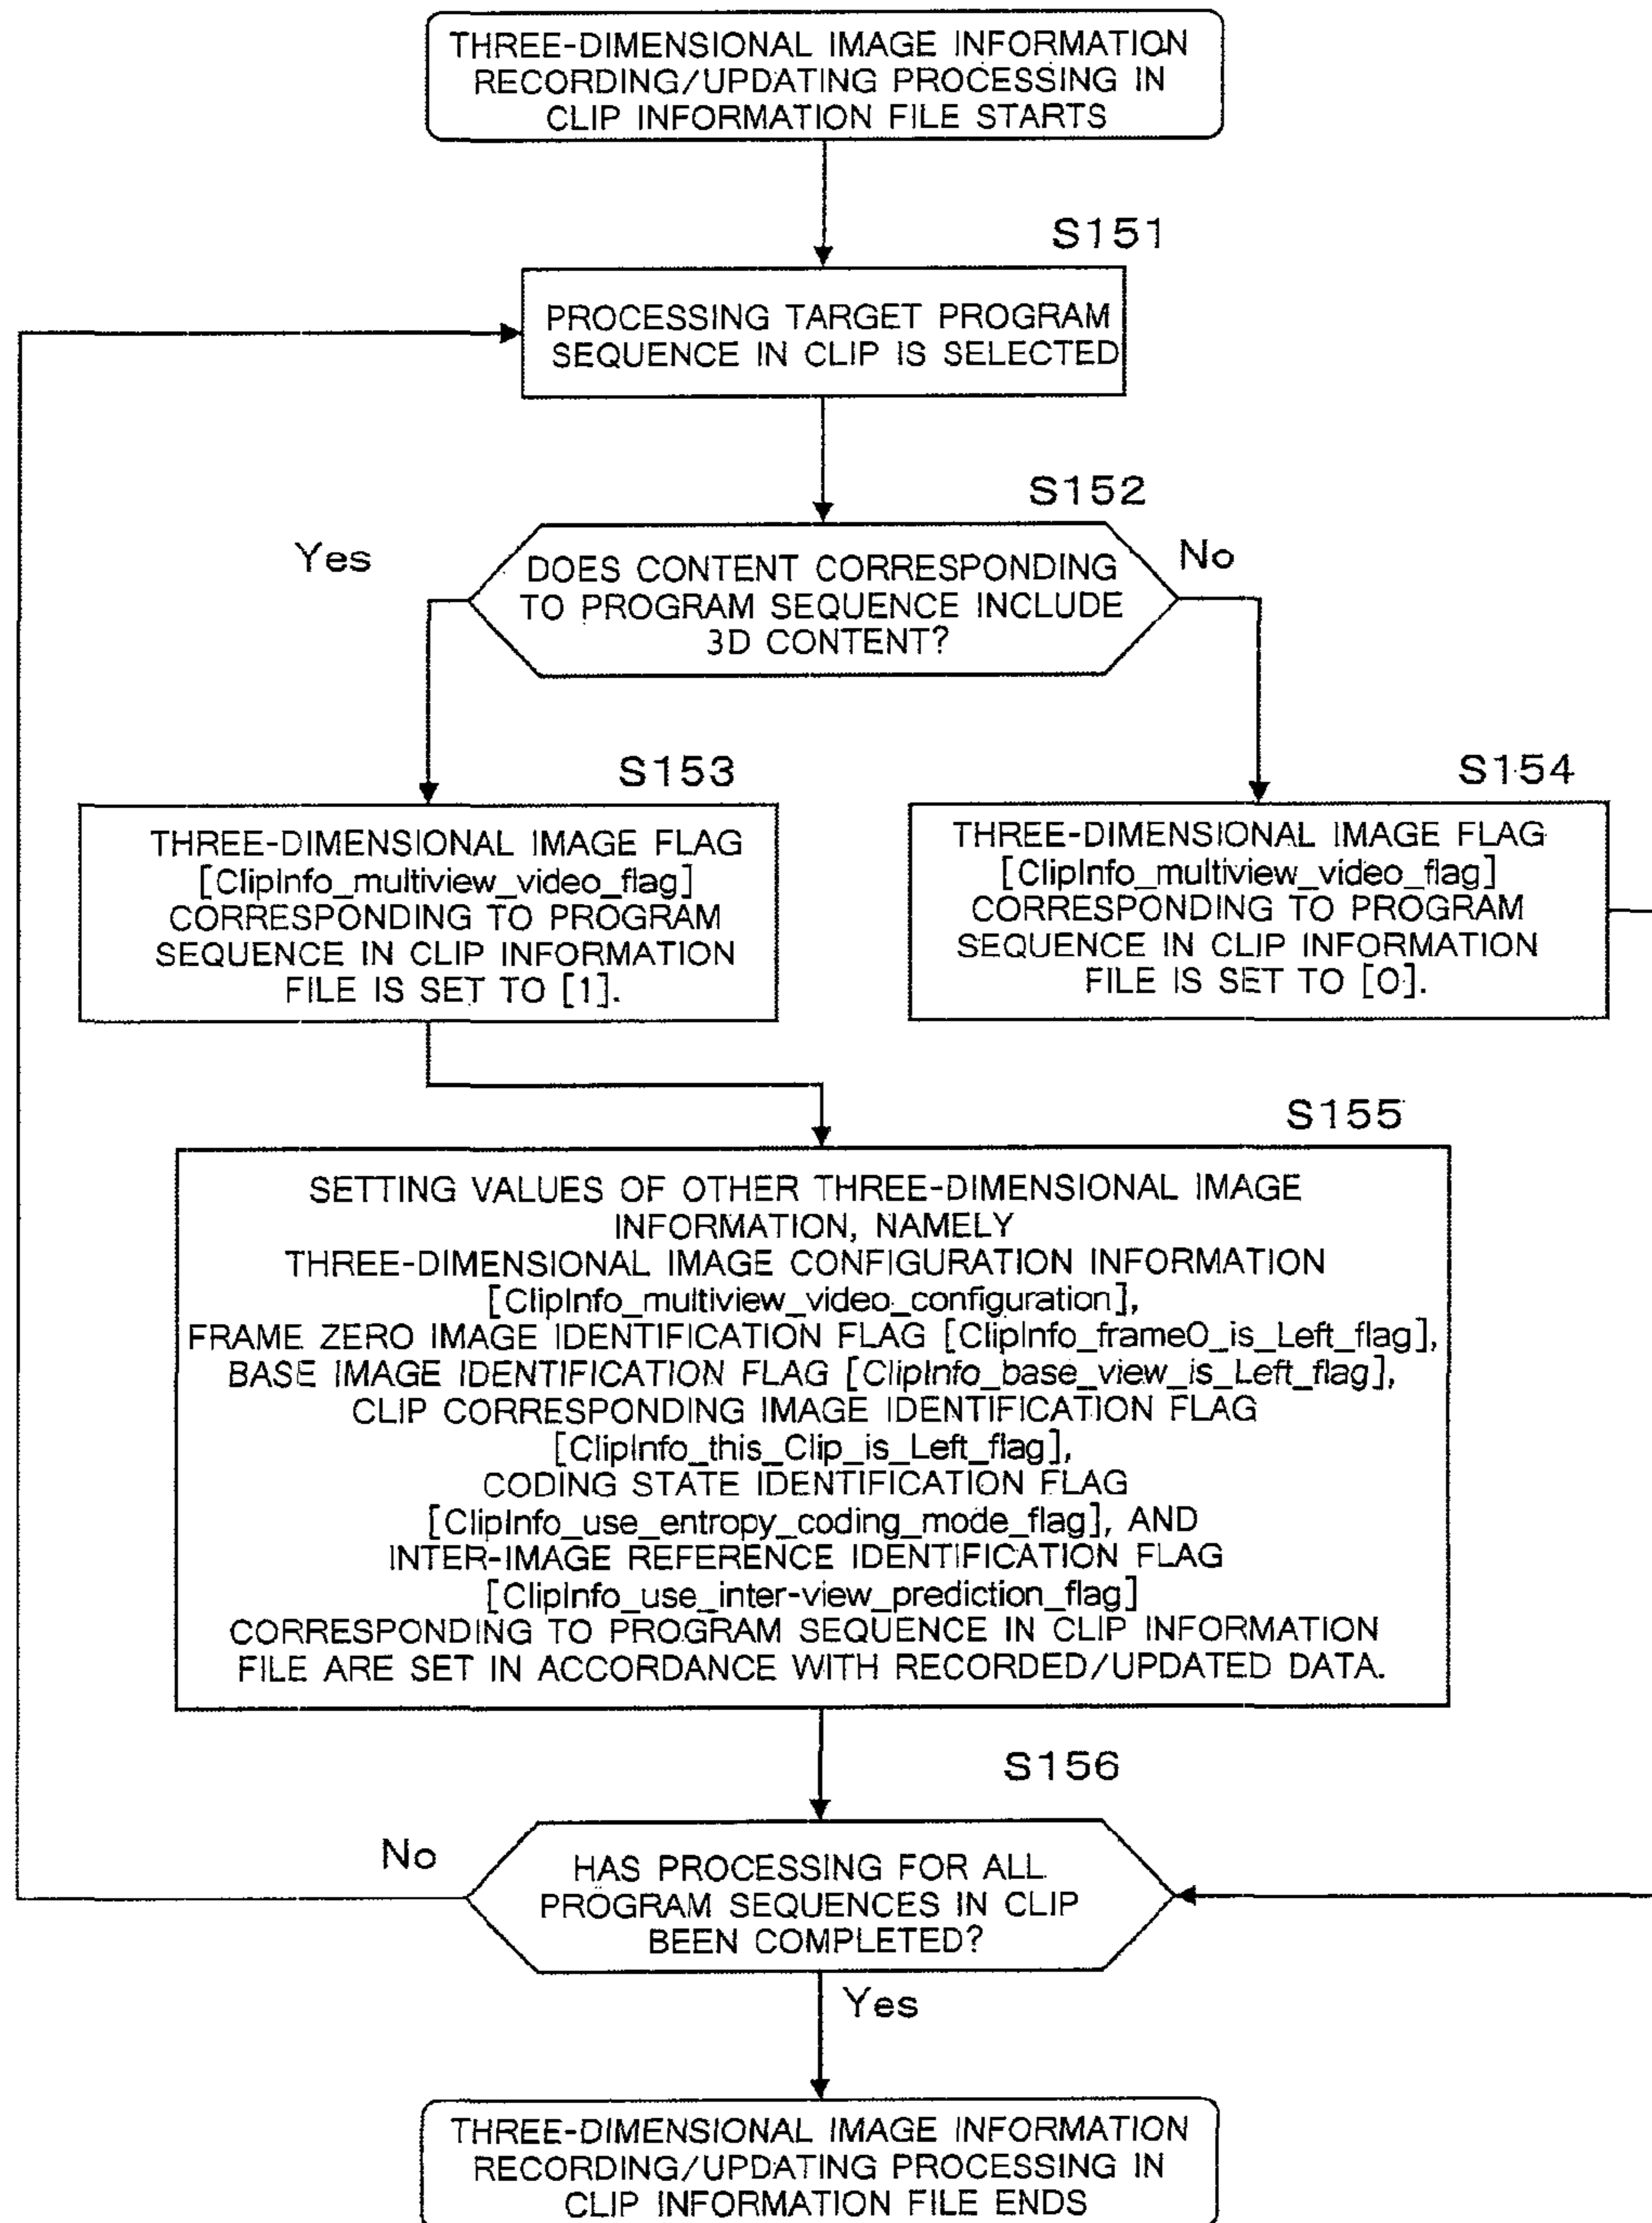 THREE-DIMENSIONAL IMAGE INFORMATION
RECORDING/UPDATING PROCESSING IN
CLIP INFORMATION FILE STARTS
S151
PROCESSING TARGET PROGRAM
SEQUENCE IN CLIP IS SELECTED
S152
Yes
No
DOES CONTENT CORRESPONDING
TO PROGRAM SEQUENCE INCLUDE
3D CONTENT?
S153
THREE-DIMENSIONAL IMAGE FLAG
[ClipInfo_multiview_video_flag]
CORRESPONDING TO PROGRAM
SEQUENCE IN CLIP INFORMATION
FILE IS SET TO [1].
S154
THREE-DIMENSIONAL IMAGE FLAG
[ClipInfo_multiview_video_flag]
CORRESPONDING TO PROGRAM
SEQUENCE IN CLIP INFORMATION
FILE IS SET TO [0].
S155
SETTING VALUES OF OTHER THREE-DIMENSIONAL IMAGE
INFORMATION, NAMELY
THREE-DIMENSIONAL IMAGE CONFIGURATION INFORMATION
[ClipInfo_multiview_video_configuration],
FRAME ZERO IMAGE IDENTIFICATION FLAG [ClipInfo_frame0_is_Left_flag],
BASE IMAGE IDENTIFICATION FLAG [ClipInfo_base_view_is_Left_flag],
CLIP CORRESPONDING IMAGE IDENTIFICATION FLAG
[ClipInfo_this_Clip_is_Left_flag],
CODING STATE IDENTIFICATION FLAG
[ClipInfo_use_entropy_coding_mode_flag], AND
INTER-IMAGE REFERENCE IDENTIFICATION FLAG
[ClipInfo_use_inter-view_prediction_flag]
CORRESPONDING TO PROGRAM SEQUENCE IN CLIP INFORMATION
FILE ARE SET IN ACCORDANCE WITH RECORDED/UPDATED DATA.
S156
No
HAS PROCESSING FOR ALL
PROGRAM SEQUENCES IN CLIP
BEEN COMPLETED?
Yes
THREE-DIMENSIONAL IMAGE INFORMATION
RECORDING/UPDATING PROCESSING IN
CLIP INFORMATION FILE ENDS